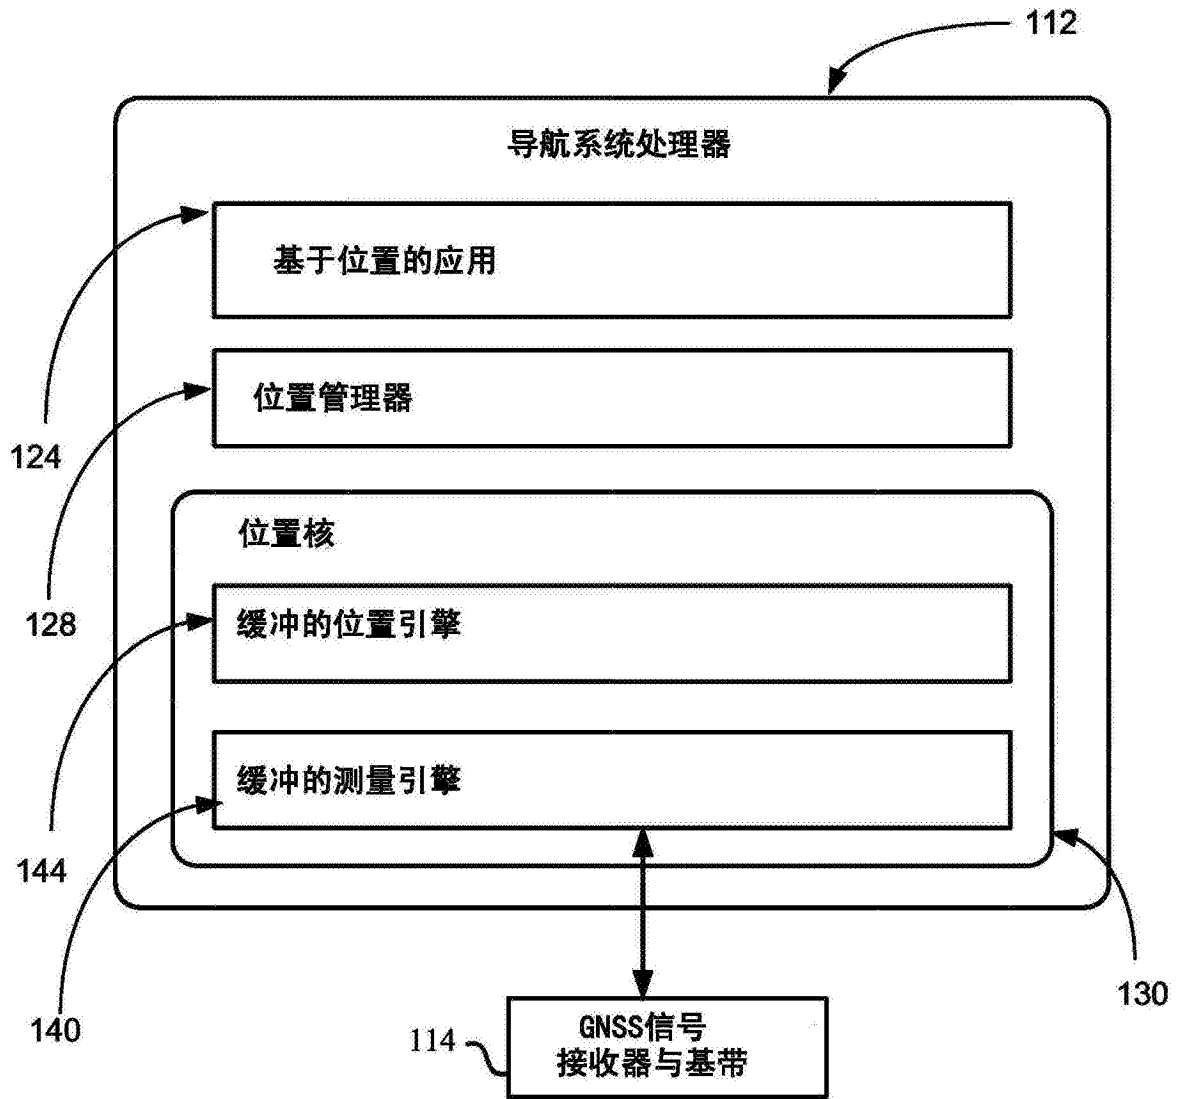 112
导航系统处理器
基于位置的应用
位置管理器
124
位置核
128
缓冲的位置引擎
缓冲的测量引擎
144
130
140
114
GNSS信号
接收器与基带